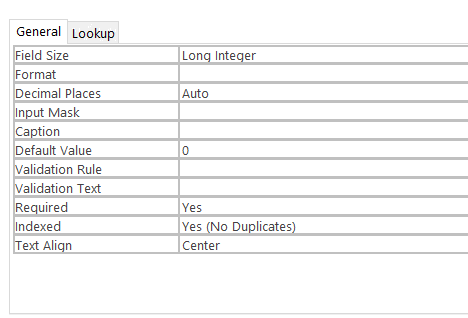 General Lookup
Field Size Long Integer
Format
Decimal Places Auto
Input Mask
Caption
Default Value 0
Validation Rule
Validation Text
Required Yes
Indexed Yes (No Duplicates)
Text Align Center